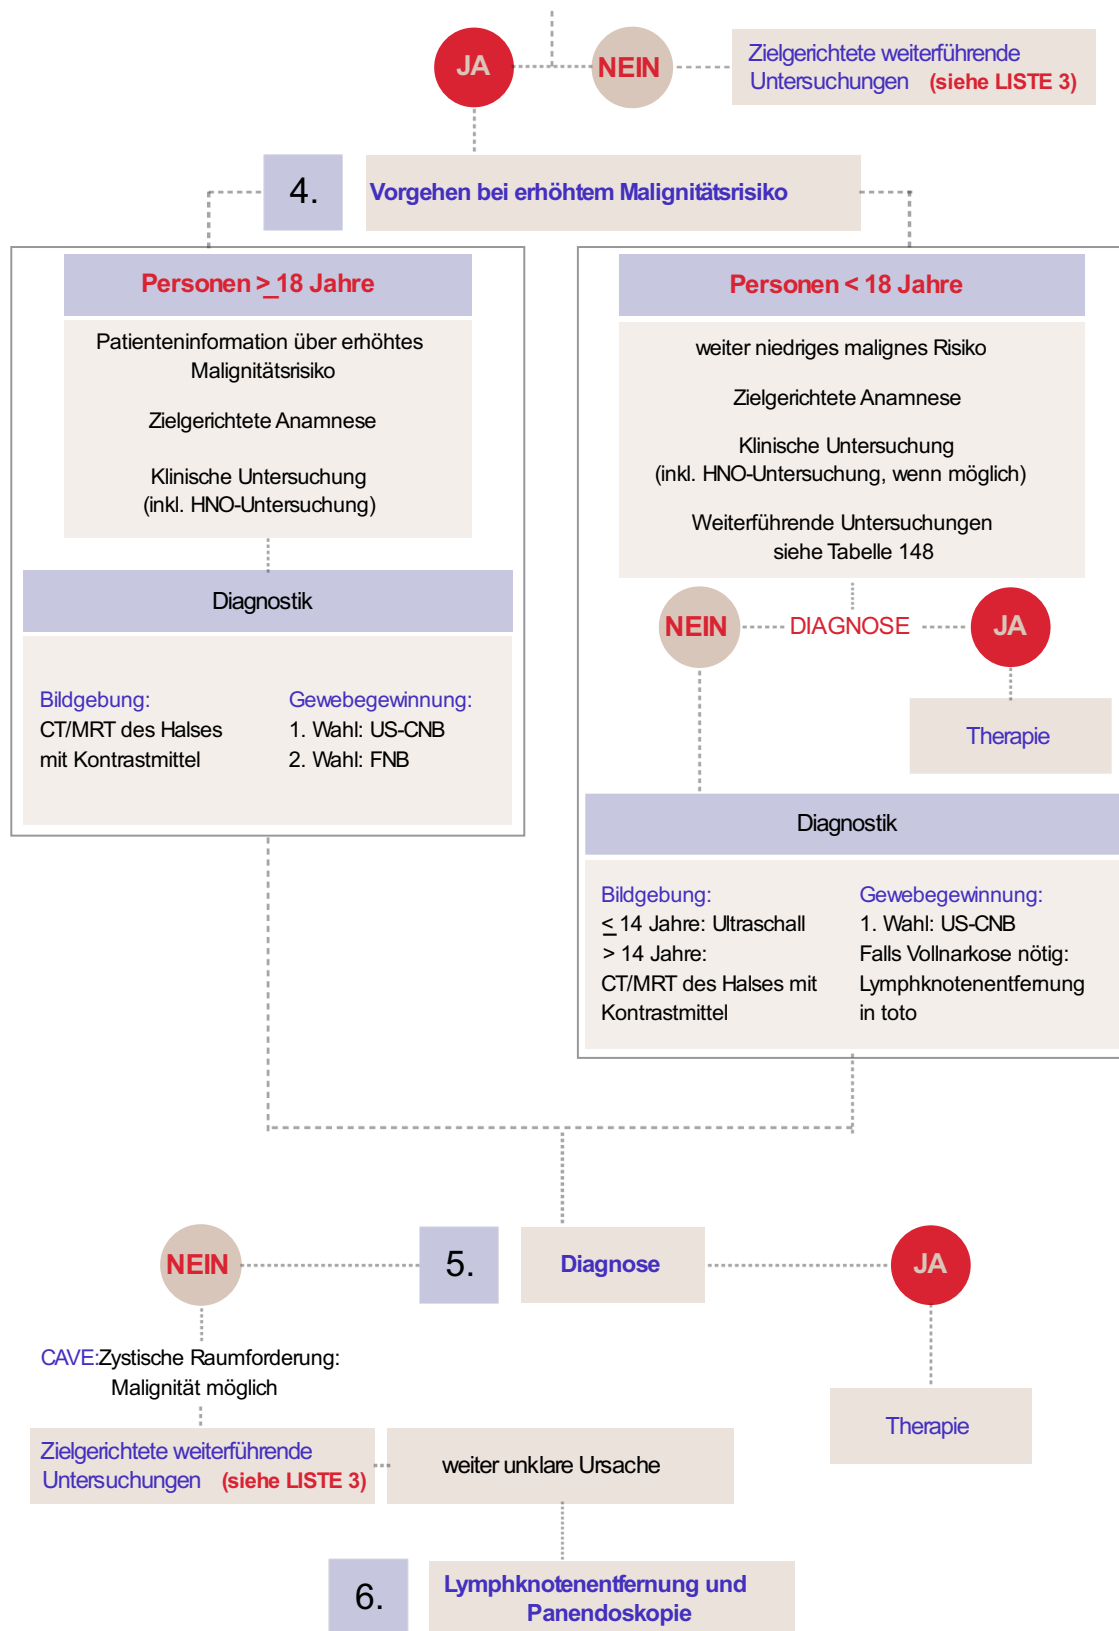 JA
NEIN
Zielgerichtete weiterführende
Untersuchungen (siehe LISTE 3)
4.
Vorgehen bei erhöhtem Malignitätsrisiko
Personen ≥ 18 Jahre
Patienteninformation über erhöhtes
Malignitätsrisiko
Zielgerichtete Anamnese
Klinische Untersuchung
(inkl. HNO-Untersuchung)
Diagnostik
Bildgebung:
CT/MRT des Halses
mit Kontrastmittel
Gewebegewinnung:
1. Wahl: US-CNB
2. Wahl: FNB
Personen < 18 Jahre
weiter niedriges malignes Risiko
Zielgerichtete Anamnese
Klinische Untersuchung
(inkl. HNO-Untersuchung, wenn möglich)
Weiterführende Untersuchungen
siehe Tabelle 148
NEIN
DIAGNOSE
JA
Therapie
Diagnostik
Bildgebung:
≤ 14 Jahre: Ultraschall
> 14 Jahre:
CT/MRT des Halses mit
Kontrastmittel
Gewebegewinnung:
1. Wahl: US-CNB
Falls Vollnarkose nötig:
Lymphknotenentfernung
in toto
NEIN
5.
Diagnose
JA
CAVE:Zystische Raumforderung:
Malignität möglich
Therapie
Zielgerichtete weiterführende
Untersuchungen (siehe LISTE 3)
weiter unklare Ursache
6.
Lymphknotenentfernung und
Panendoskopie